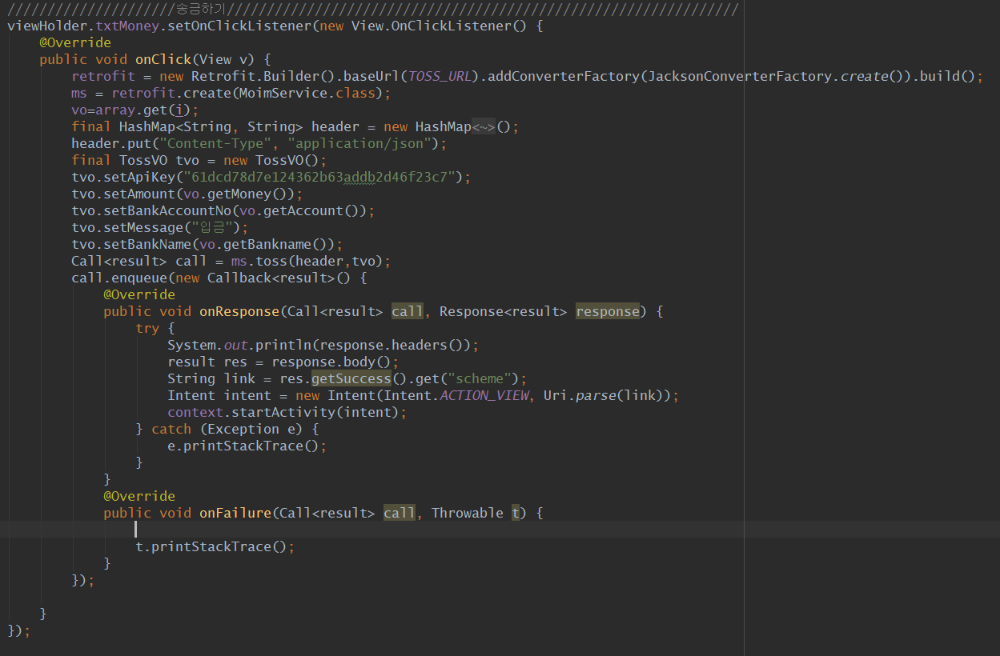 /////////////////////송금하기////////////////////////////////////////////////////////////////
viewHolder.txtMoney.setOnClickListener(new View.OnClickListener() {
@Override
public void onClick(View v) {
retrofit = new Retrofit.Builder().baseUrl(TOSS_URL).addConverterFactory(JacksonConverterFactory.create()).build();
ms = retrofit.create(MoimService.class);
vo=array.get(i);
final HashMap<String, String> header = new HashMap<~>();
header.put("Content-Type", "application/json");
final TossVO tvo = new TossVO();
tvo.setApiKey("61dcd78d7e124362b63addb2d46f23c7");
tvo.setAmount(vo.getMoney());
tvo.setBankAccountNo(vo.getAccount());
tvo.setMessage("입금");
tvo.setBankName(vo.getBankname());
Call<result> call = ms.toss(header,tvo);
call.enqueue(new Callback<result>() {
@Override
public void onResponse(Call<result> call, Response<result> response) {
try {
System.out.println(response.headers());
result res = response.body();
String link = res.getSuccess().get("scheme");
Intent intent = new Intent(Intent.ACTION_VIEW, Uri.parse(link));
context.startActivity(intent);
} catch (Exception e) {
e.printStackTrace();
}
}
@Override
public void onFailure(Call<result> call, Throwable t) {
t.printStackTrace();
}
});
}
});